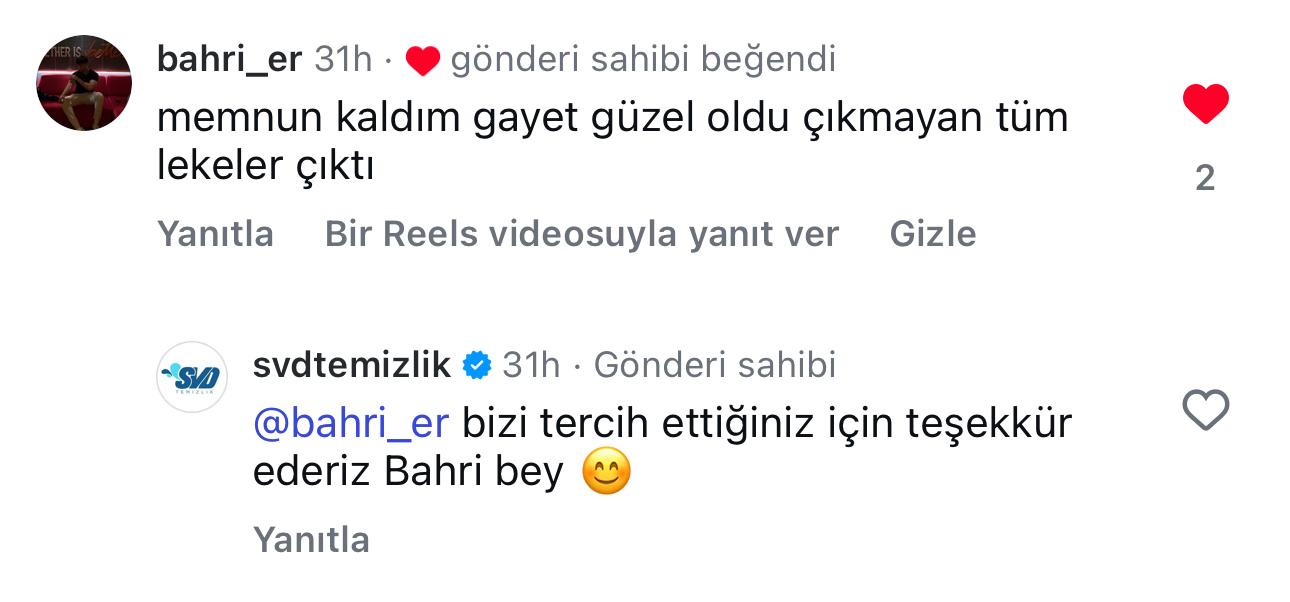 THER IS
bahri_er 31h · gönderi sahibi beğendi
memnun kaldım gayet güzel oldu çıkmayan tüm
lekeler çıktı
2
Yanıtla Bir Reels videosuyla yanıt ver Gizle
SVD
TEMİZLİK
svdtemizlik 31h · Gönderi sahibi
@bahri_er bizi tercih ettiğiniz için teşekkür
ederiz Bahri bey 😊
Yanıtla